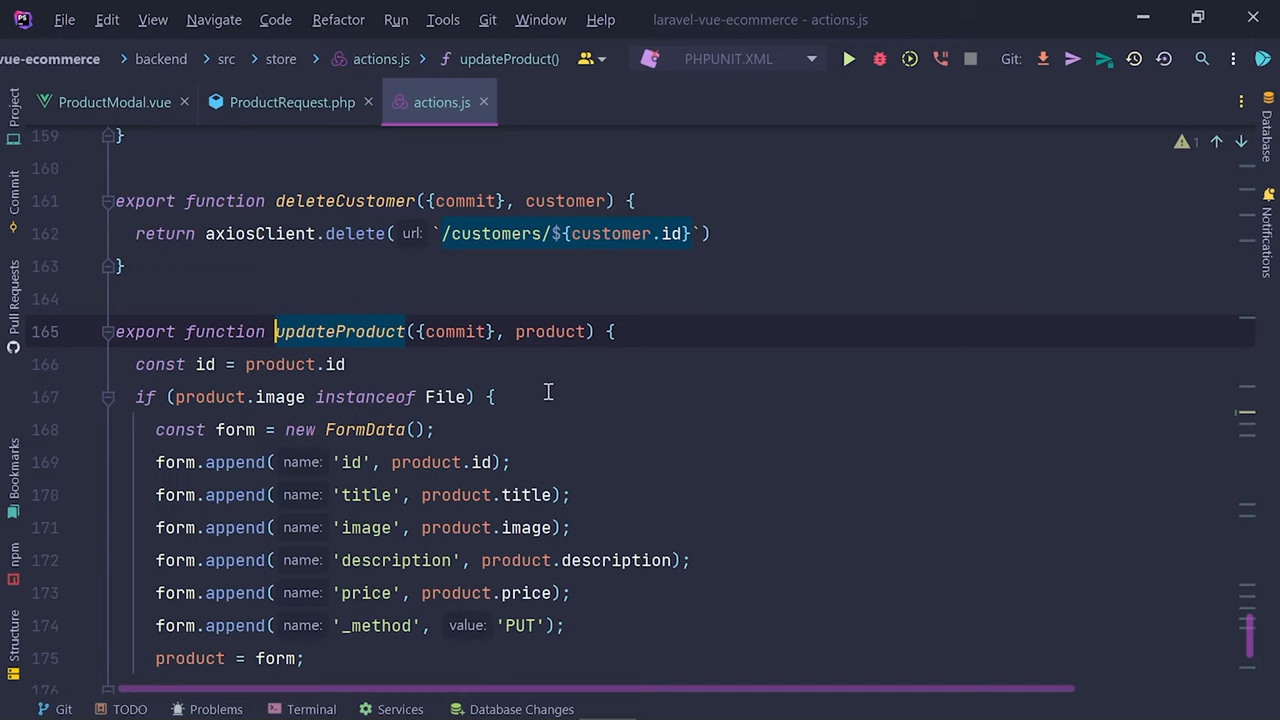 PS File Edit View Navigate Code Refactor Run Tools Git Window Help laravel-vue-ecommerce - actions.js
vue-ecommerce backend src store actions.js updateProduct() PHPUNIT.XML Git:
ProductModal.vue ProductRequest.php actions.js
159 }
160
161 export function deleteCustomer({commit}, customer) {
162 return axiosClient.delete( url: `/customers/${customer.id}`)
163 }
164
165 export function updateProduct({commit}, product) {
166 const id = product.id
167 if (product.image instanceof File) {
168 const form = new FormData();
169 form.append( name: 'id', product.id);
170 form.append( name: 'title', product.title);
171 form.append( name: 'image', product.image);
172 form.append( name: 'description', product.description);
173 form.append( name: 'price', product.price);
174 form.append( name: '_method', value: 'PUT');
175 product = form;
176
1
Project
Commit
Pull Requests
Bookmarks
npm
Structure
Database
Notifications
Git TODO Problems Terminal Services Database Changes